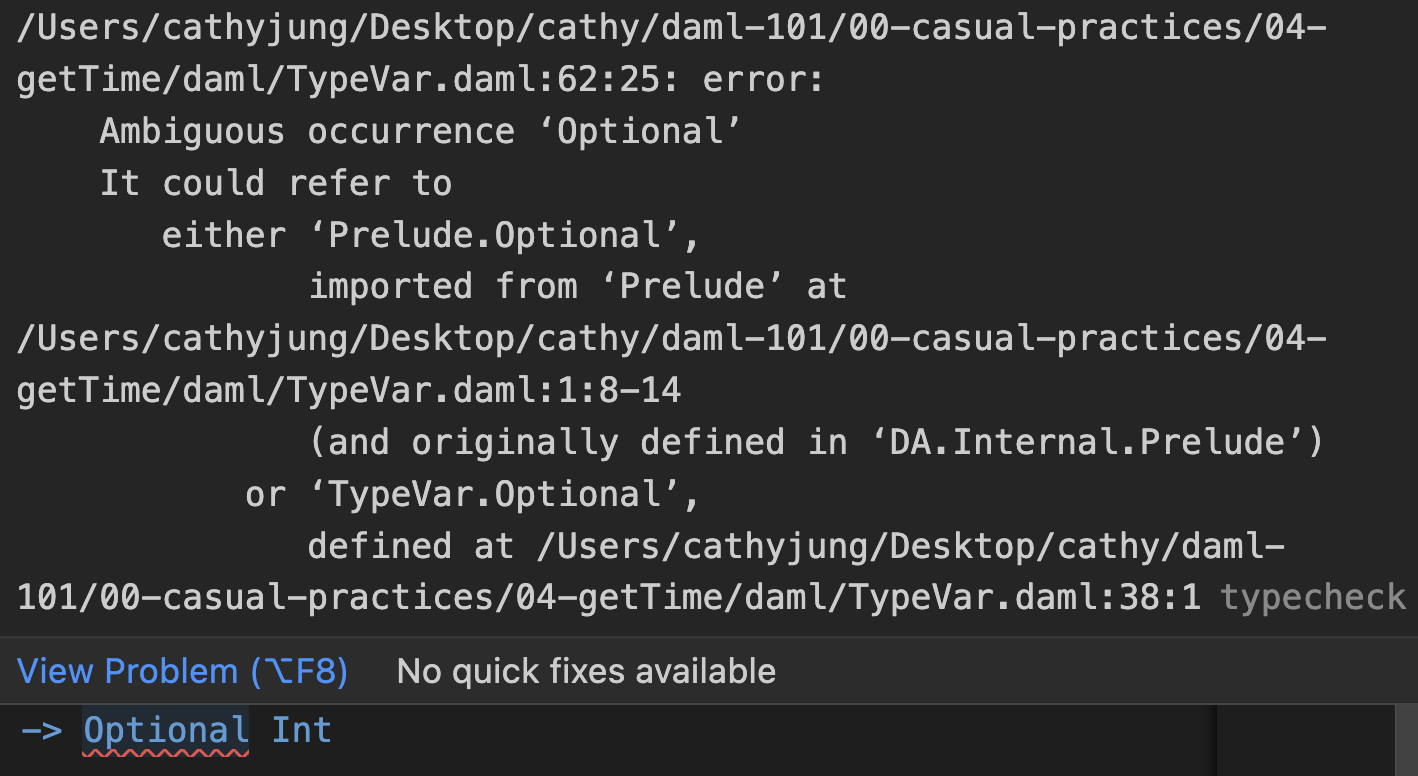 /Users/cathyjung/Desktop/cathy/daml-101/00-casual-practices/04-
getTime/daml/TypeVar.daml:62:25: error:
Ambiguous occurrence ‘Optional’
It could refer to
either ‘Prelude.Optional’,
imported from ‘Prelude’ at
/Users/cathyjung/Desktop/cathy/daml-101/00-casual-practices/04-
getTime/daml/TypeVar.daml:1:8-14
(and originally defined in ‘DA.Internal.Prelude’)
or ‘TypeVar.Optional’,
defined at /Users/cathyjung/Desktop/cathy/daml-
101/00-casual-practices/04-getTime/daml/TypeVar.daml:38:1 typecheck
View Problem (⌥F8) No quick fixes available
-> Optional Int